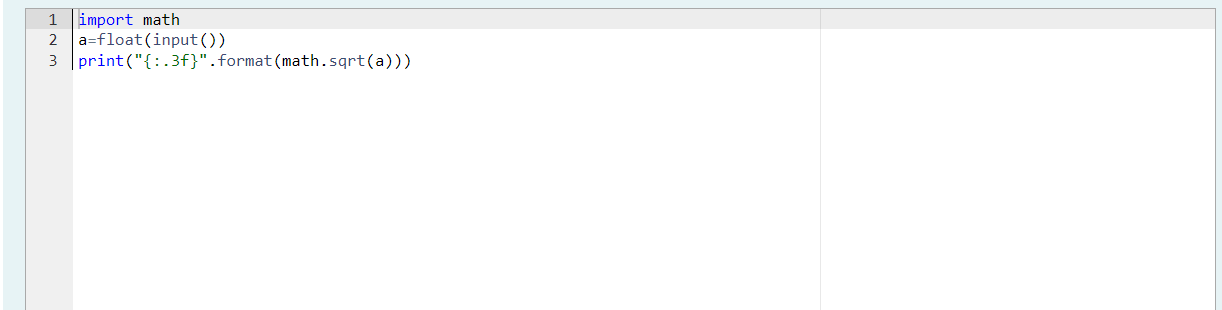 1 import math
2 a=float(input())
3 print("{:.3f}".format(math.sqrt(a)))